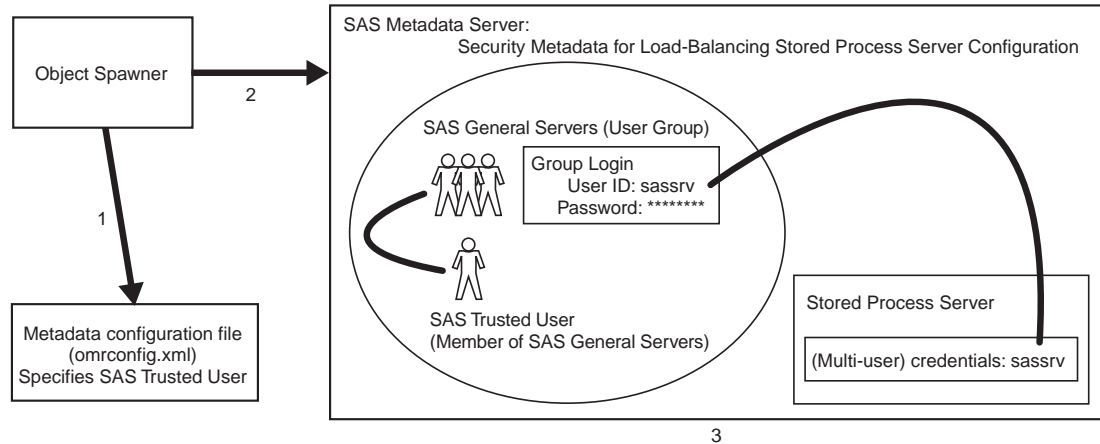 SAS Metadata Server:
Security Metadata for Load-Balancing Stored Process Server Configuration
Object Spawner
2
SAS General Servers (User Group)
Group Login
User ID: sassrv
Password: ********
1
Metadata configuration file
(omrconfig.xml)
Specifies SAS Trusted User
SAS Trusted User
(Member of SAS General Servers)
Stored Process Server
(Multi-user) credentials: sassrv
3